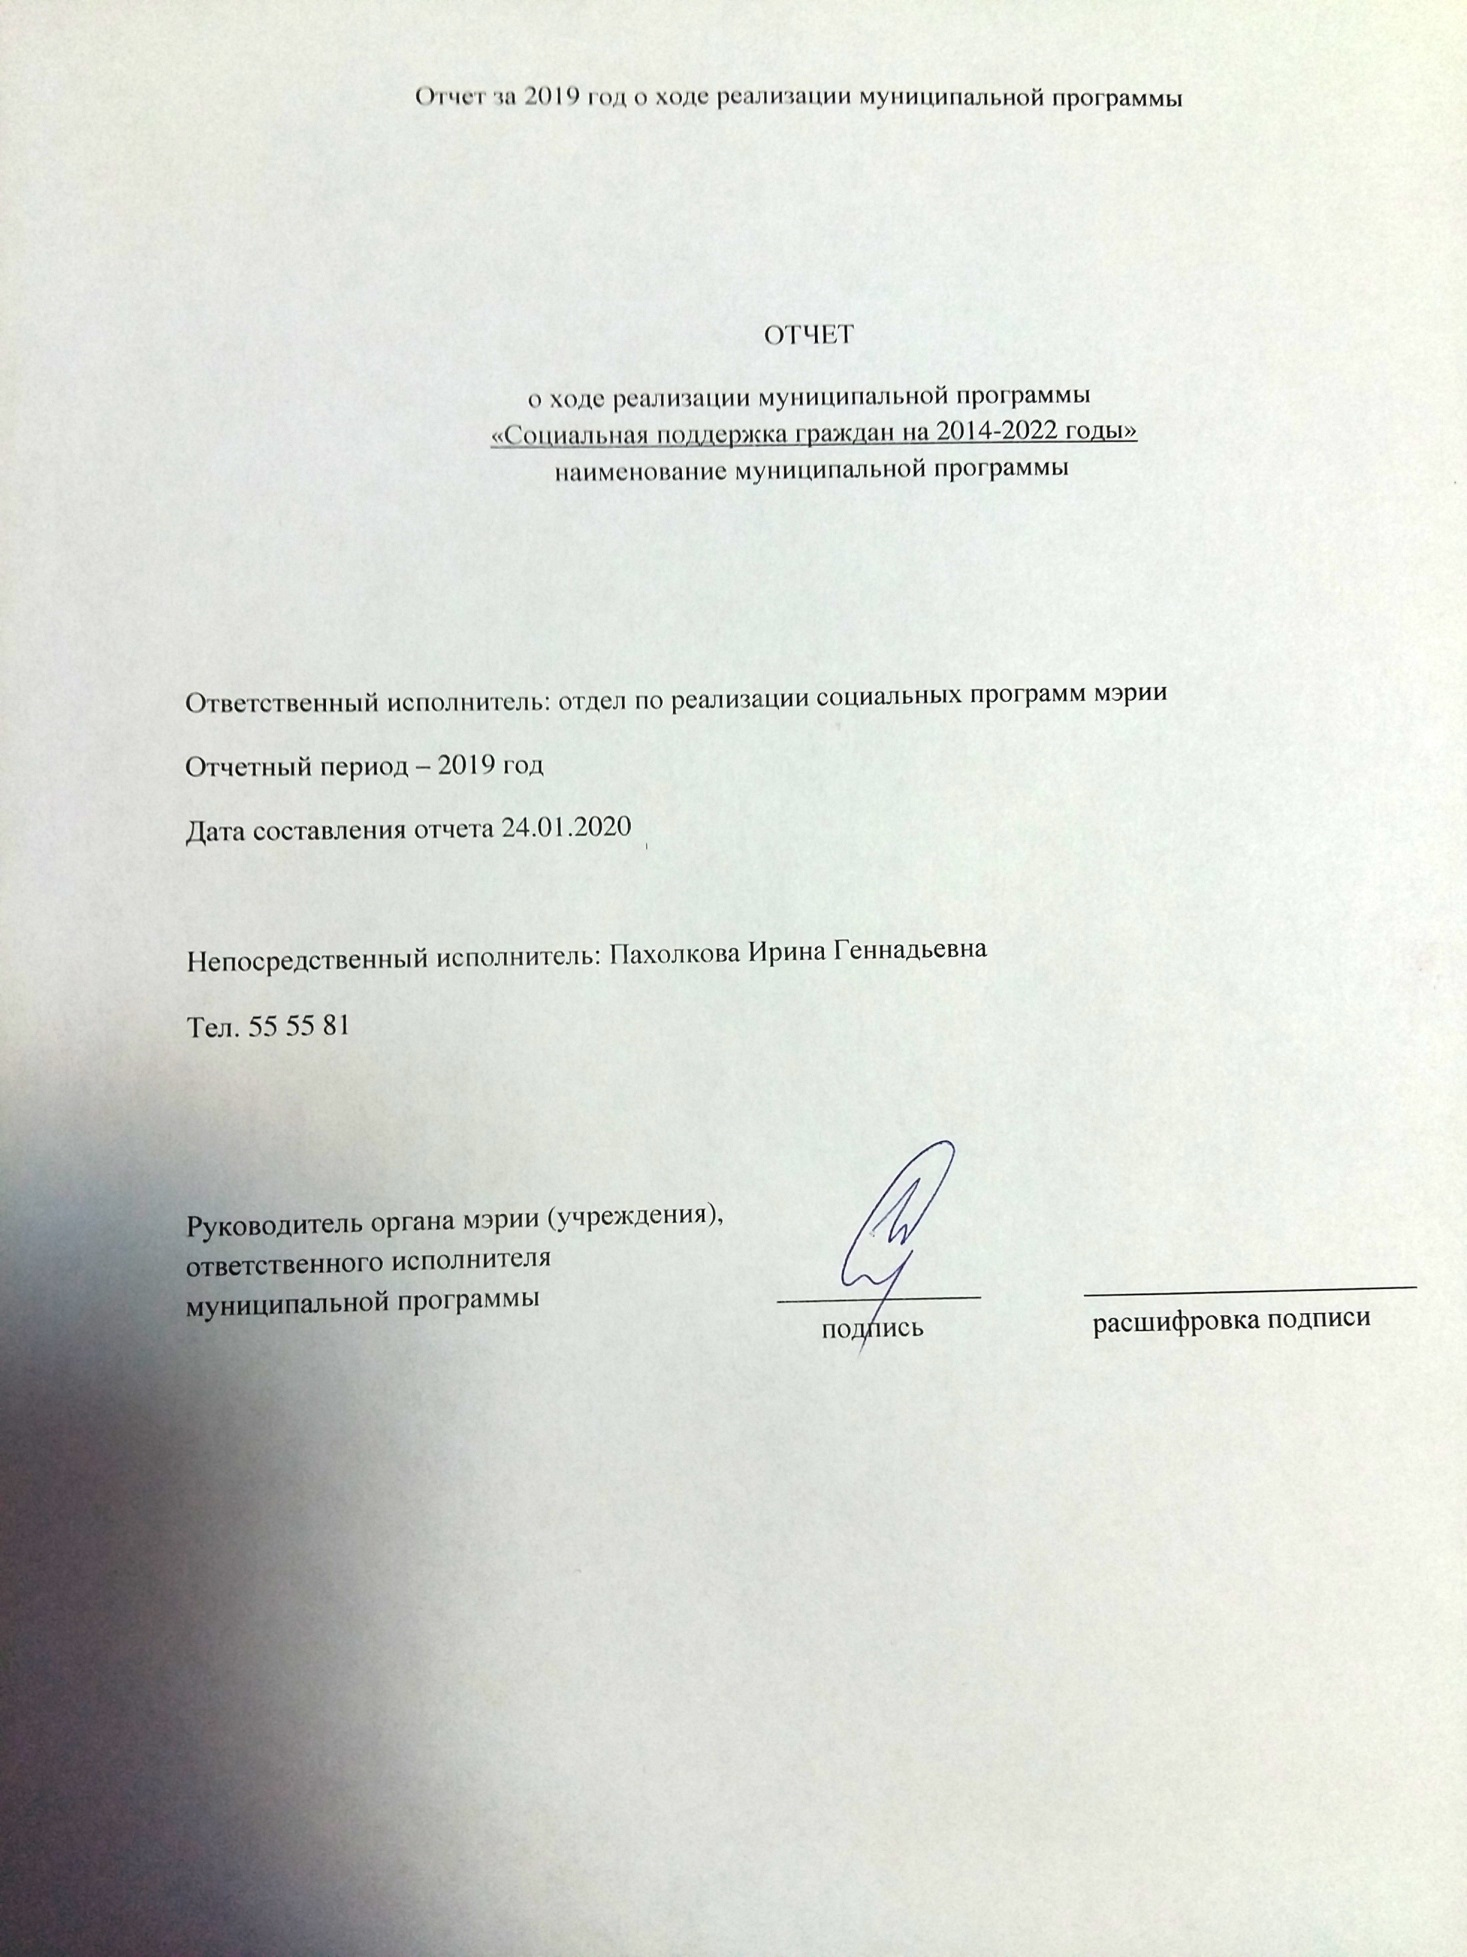 Отчет за 2019 год о ходе реализации муниципальной программы
ОТЧЕТ
о ходе реализации муниципальной программы
«Социальная поддержка граждан на 2014-2022 годы»
наименование муниципальной программы
Ответственный исполнитель: отдел по реализации социальных программ мэрии
Отчетный период – 2019 год
Дата составления отчета 24.01.2020
Непосредственный исполнитель: Пахолкова Ирина Геннадьевна
Тел. 55 55 81
Руководитель органа мэрии (учреждения),
ответственного исполнителя
муниципальной программы
подпись
расшифровка подписи